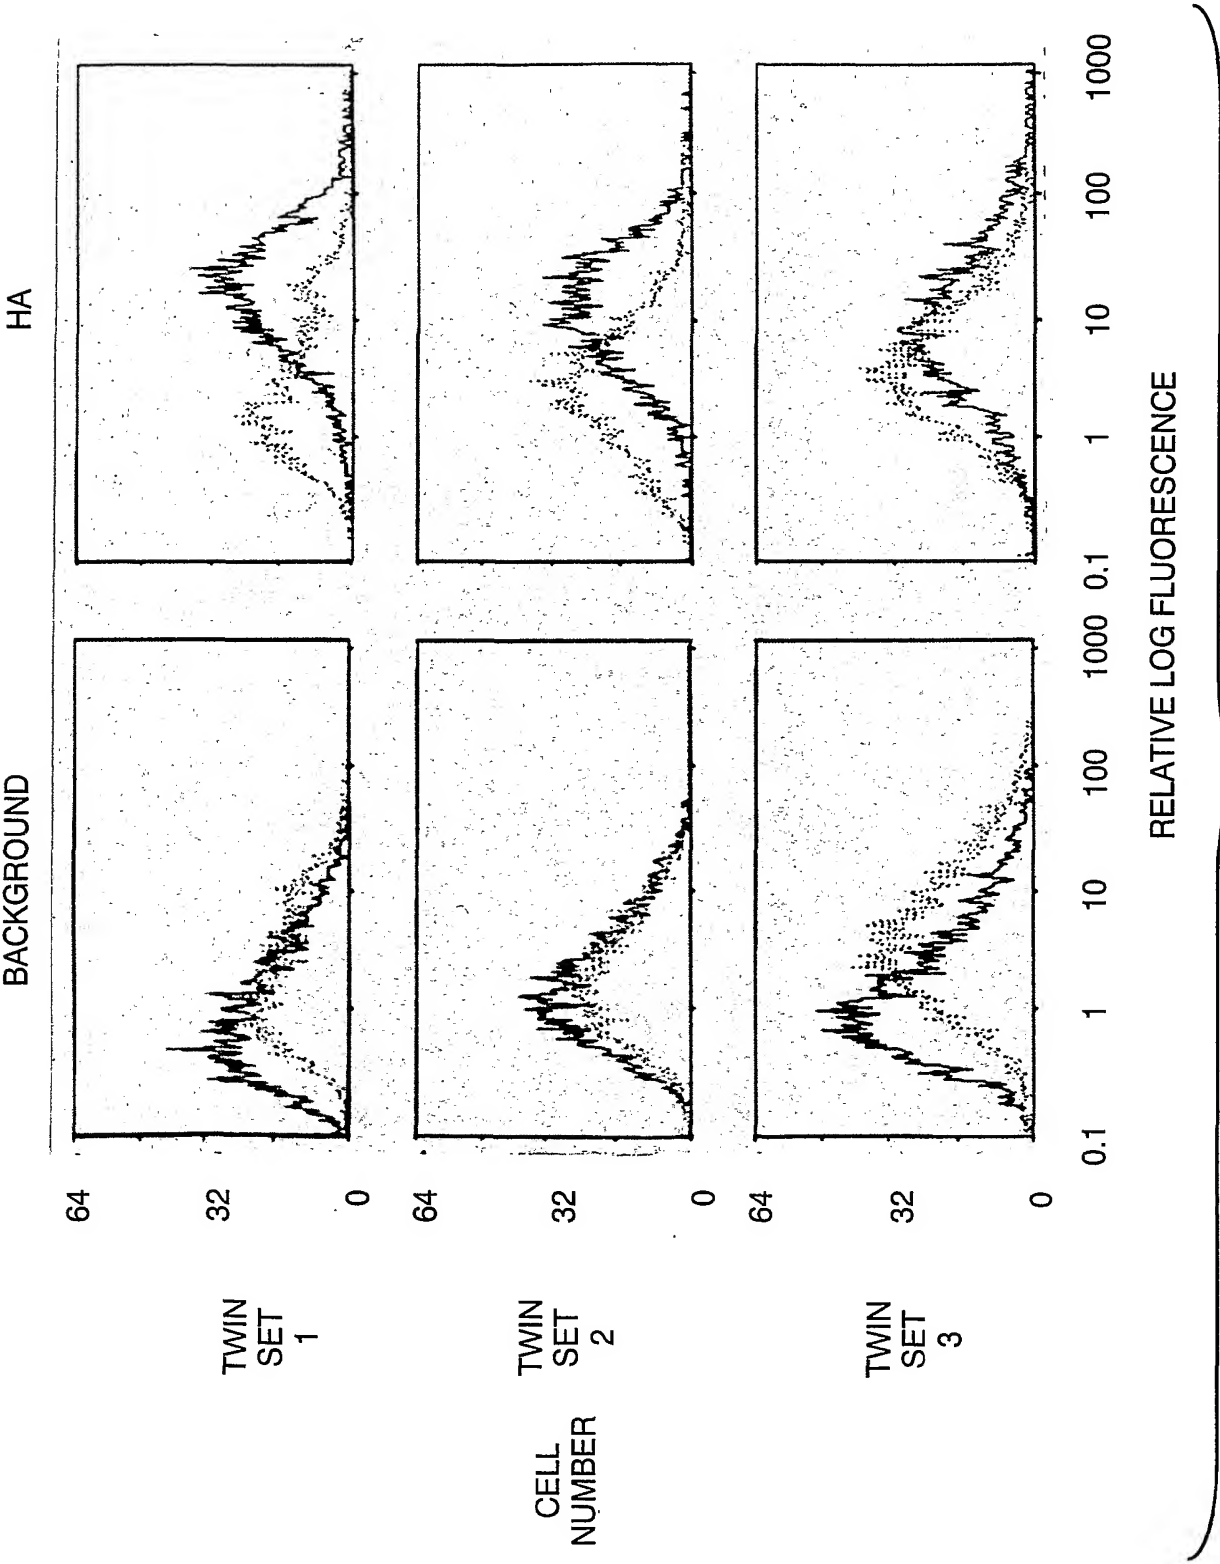 BACKGROUND
HA
TWIN
SET
1
64
32
0
CELL
NUMBER
TWIN
SET
2
64
32
0
TWIN
SET
3
64
32
0
0.1
1
10
100
1000
0.1
1
10
100
1000
RELATIVE LOG FLUORESCENCE